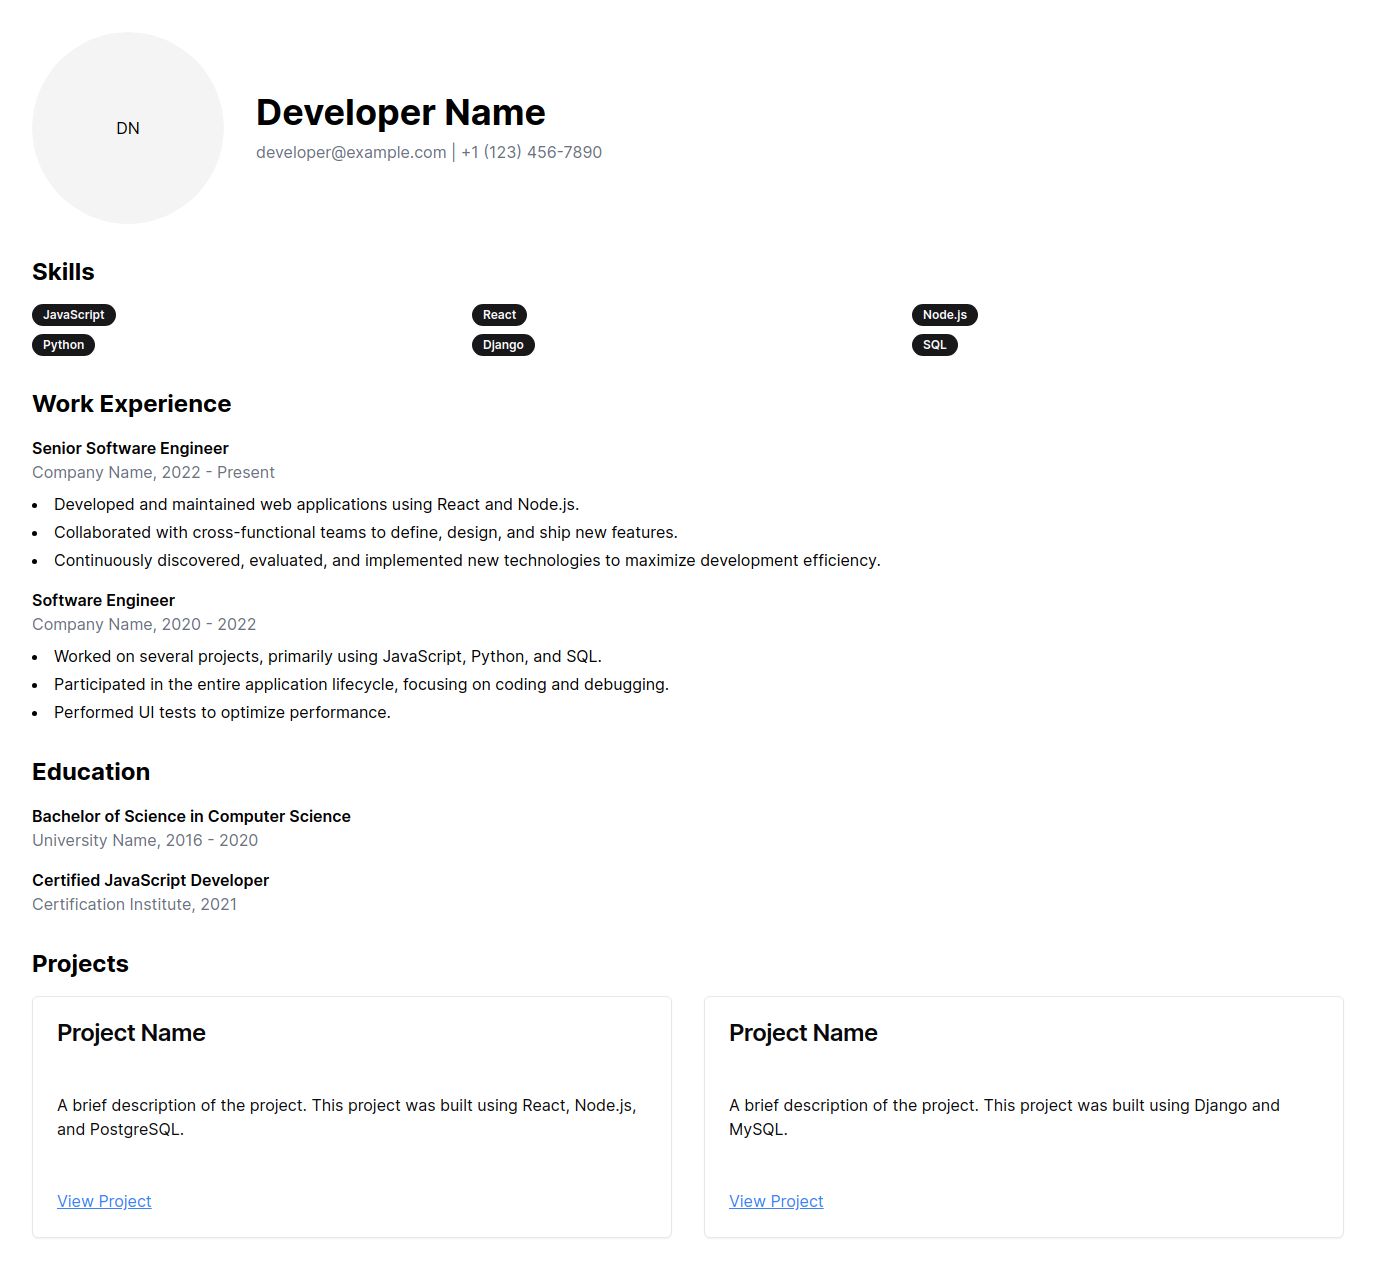 DN
Developer Name
developer@example.com | +1 (123) 456-7890
Skills
JavaScript
React
Node.js
Python
Django
SQL
Work Experience
Senior Software Engineer
Company Name, 2022 - Present
• Developed and maintained web applications using React and Node.js.
• Collaborated with cross-functional teams to define, design, and ship new features.
• Continuously discovered, evaluated, and implemented new technologies to maximize development efficiency.
Software Engineer
Company Name, 2020 - 2022
• Worked on several projects, primarily using JavaScript, Python, and SQL.
• Participated in the entire application lifecycle, focusing on coding and debugging.
• Performed UI tests to optimize performance.
Education
Bachelor of Science in Computer Science
University Name, 2016 - 2020
Certified JavaScript Developer
Certification Institute, 2021
Projects
Project Name
A brief description of the project. This project was built using React, Node.js,
and PostgreSQL.
View Project
Project Name
A brief description of the project. This project was built using Django and
MySQL.
View Project